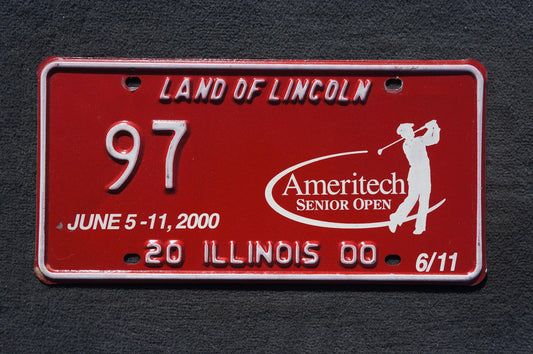 LAND OF LINCOLN
97
Ameritech
SENIOR OPEN
JUNE 5-11, 2000
20 ILLINOIS 00
6/11